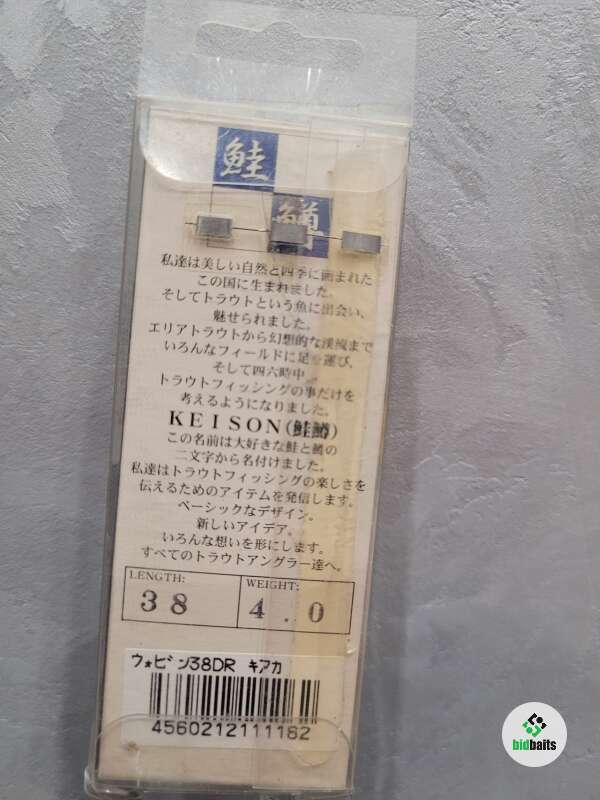 鮭
鱒
私達は美しい自然と四季に囲まれた
この国に生まれました。
そしてトラウトという魚に出会い、
魅せられました。
エリアトラウトから幻想的な渓流まで
いろんなフィールドに足を運び、
そして四六時中
トラウトフィッシングの事だけを
考えるようになりました。
KEISON(鮭鱒)
この名前は大好きな鮭と鱒の
二文字から名付けました。
私達はトラウトフィッシングの楽しさを
伝えるためのアイテムを発信します。
ベーシックなデザイン。
新しいアイデア。
いろんな想いを形にします。
すべてのトラウトアングラー達へ。
LENGTH: WEIGHT:
38 4.0
ウォビン38DR キアカ
4560212111182
bidbaits